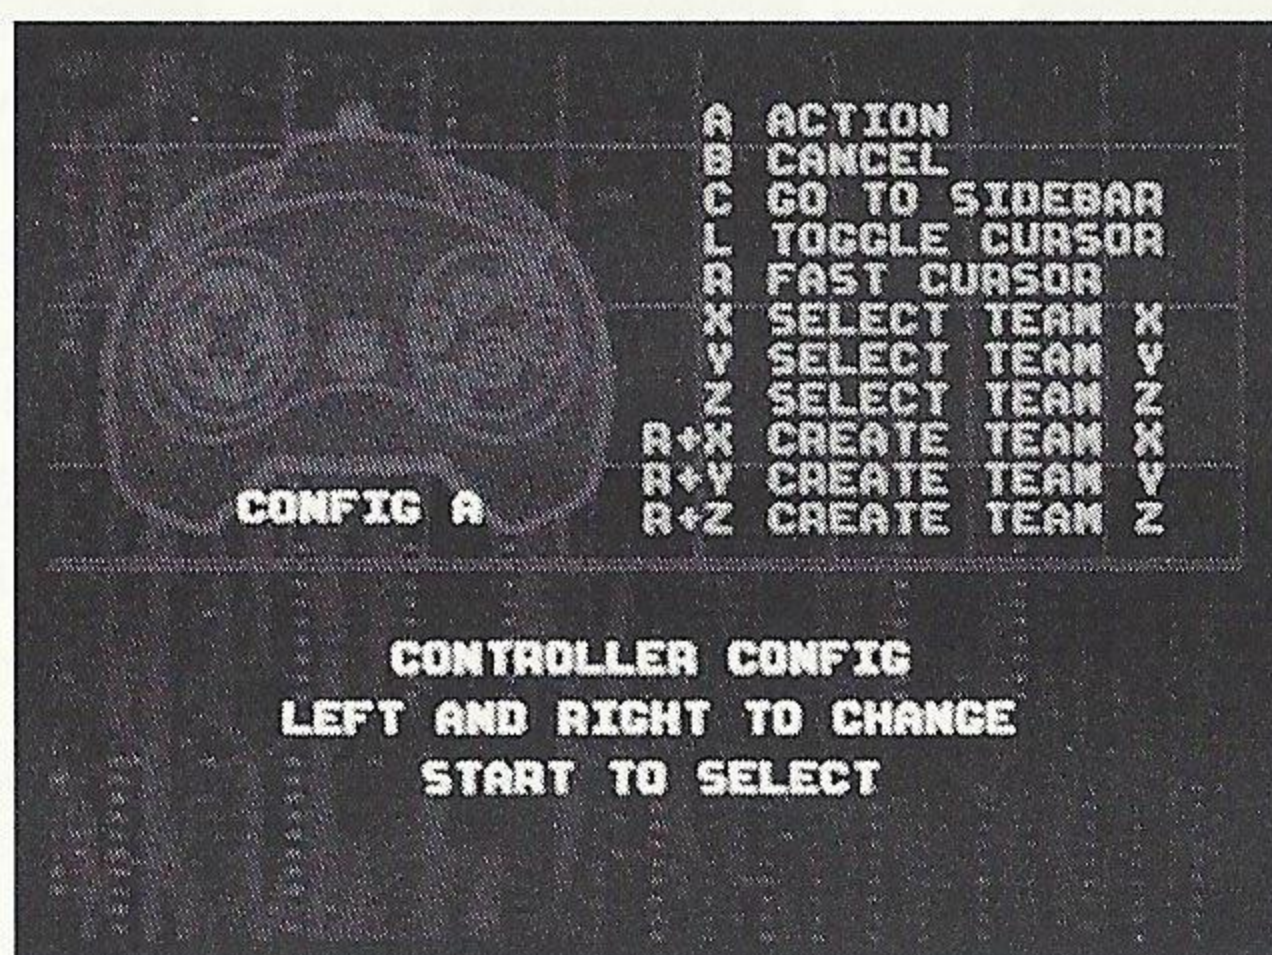 A ACTION
B CANCEL
C GO TO SIDEBAR
L TOGGLE CURSOR
R FAST CURSOR
X SELECT TEAM X
Y SELECT TEAM Y
Z SELECT TEAM Z
R+X CREATE TEAM X
R+Y CREATE TEAM Y
R+Z CREATE TEAM Z
CONFIG A
CONTROLLER CONFIG
LEFT AND RIGHT TO CHANGE
START TO SELECT